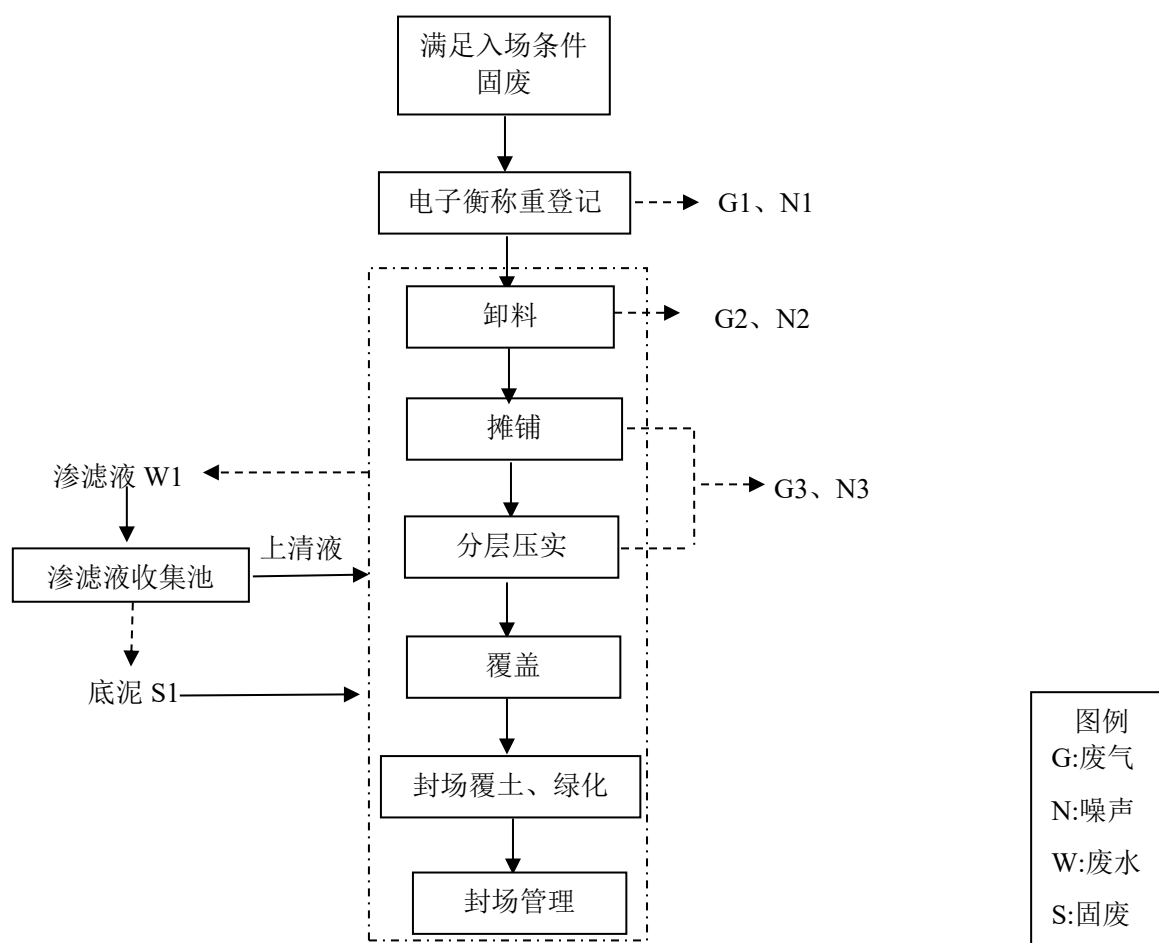 满足入场条件
固废
电子衡称重登记
G1、N1
卸料
G2、N2
摊铺
渗滤液 W1
G3、N3
分层压实
上清液
渗滤液收集池
覆盖
底泥 S1
封场覆土、绿化
封场管理
图例
G:废气
N:噪声
W:废水
S:固废